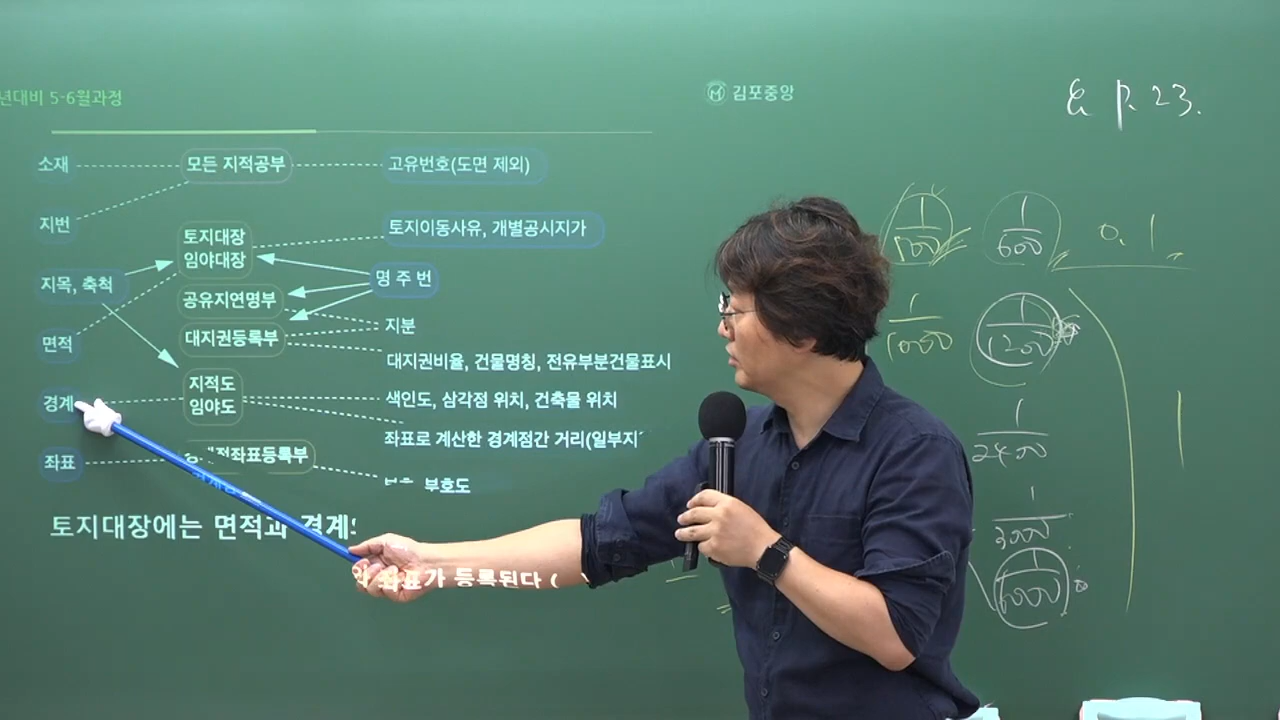 년대비 5-6월과정
김포중앙
& p. 23.
소재
모든 지적공부
고유번호(도면 제외)
지번
토지대장
임야대장
토지이동사유, 개별공시지가
지목, 축척
명 주 번
공유지연명부
지분
면적
대지권등록부
대지권비율, 건물명칭, 전유부분건물표시
경계
지적도
임야도
색인도, 삼각점 위치, 건축물 위치
좌표로 계산한 경계점간 거리(일부지
좌표
부호도
토지대장에는 면적과
좌표가 등록된다 (
1/500 1/600 0.1
1/1000 1/1200
1/2400 1
1/3000
1/6000